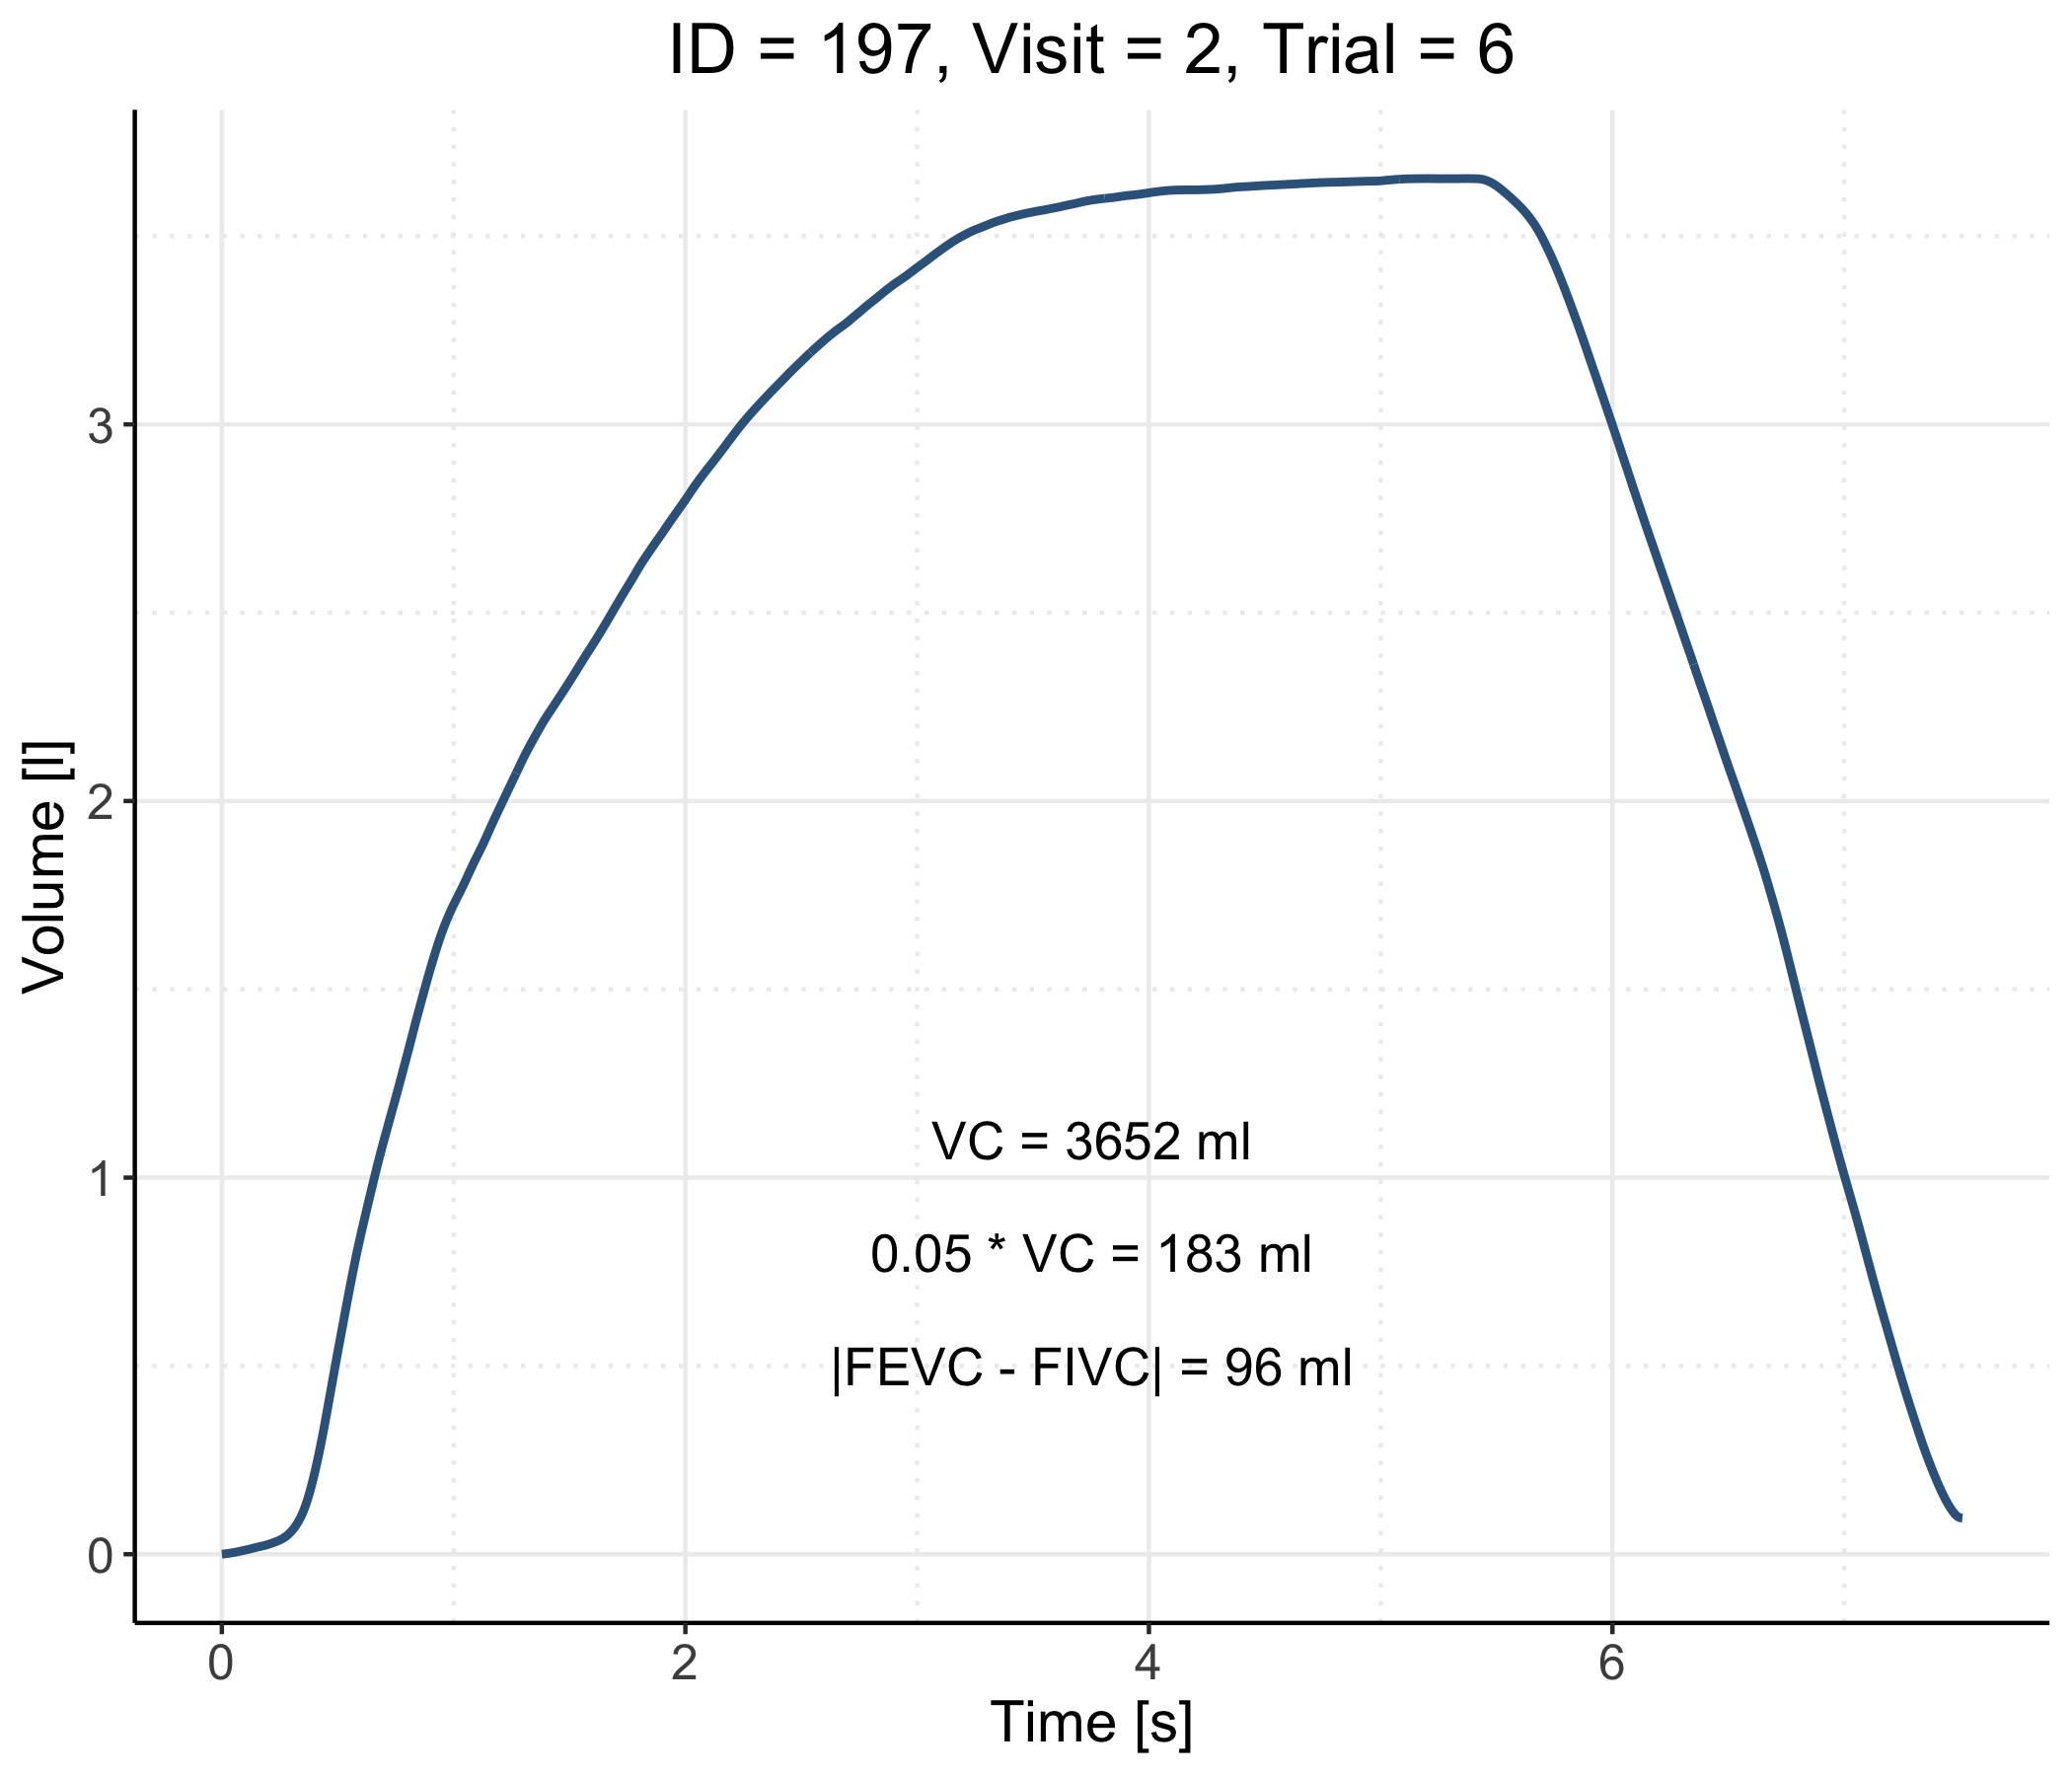 ID = 197, Visit = 2, Trial = 6
Volume [l]
3
2
1
0
VC = 3652 ml
0.05 * VC = 183 ml
|FEVC - FIVC| = 96 ml
0 2 4 6
Time [s]